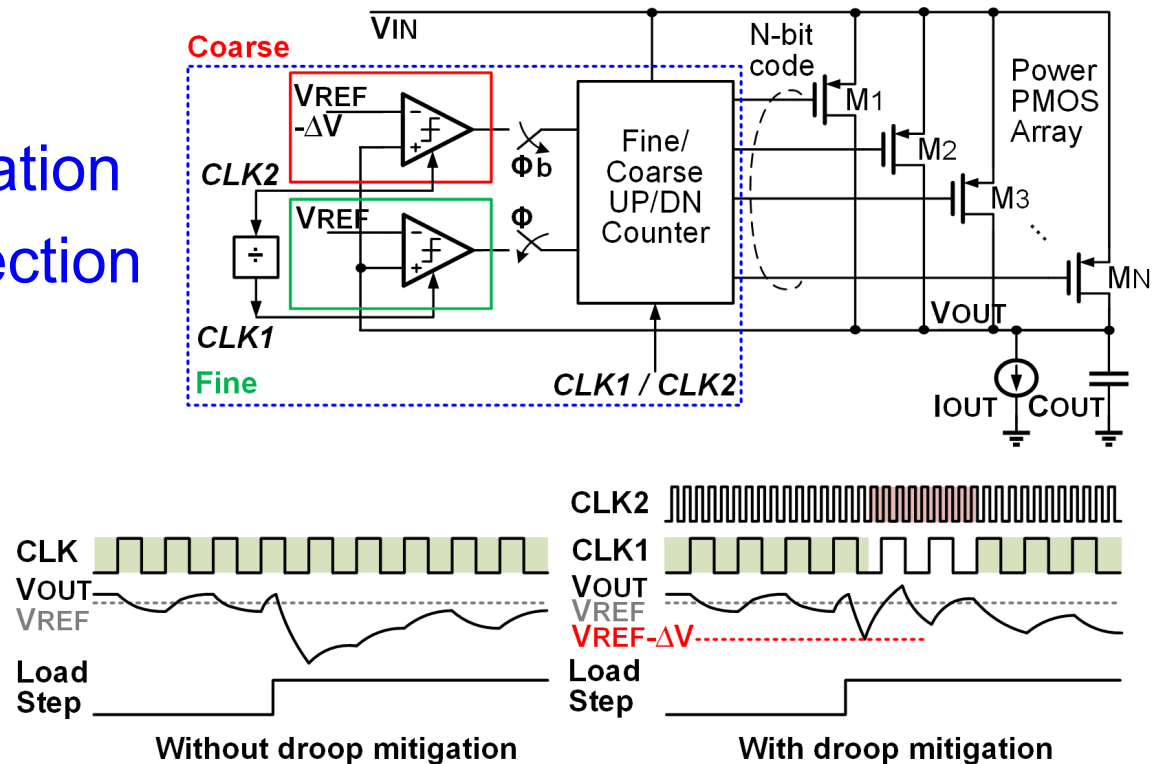 ation
ection
VIN
Coarse
N-bit
code
Power
PMOS
Array
VREF
-ΔV
- +
CLK2
Φb
Fine/
Coarse
UP/DN
Counter
M1
M2
M3
...
MN
VREF
- +
Φ
÷
CLK1
Fine
CLK1 / CLK2
VOUT
IOUT
COUT
CLK
VOUT
VREF
Load
Step
Without droop mitigation
CLK2
CLK1
VOUT
VREF
VREF-ΔV
Load
Step
With droop mitigation